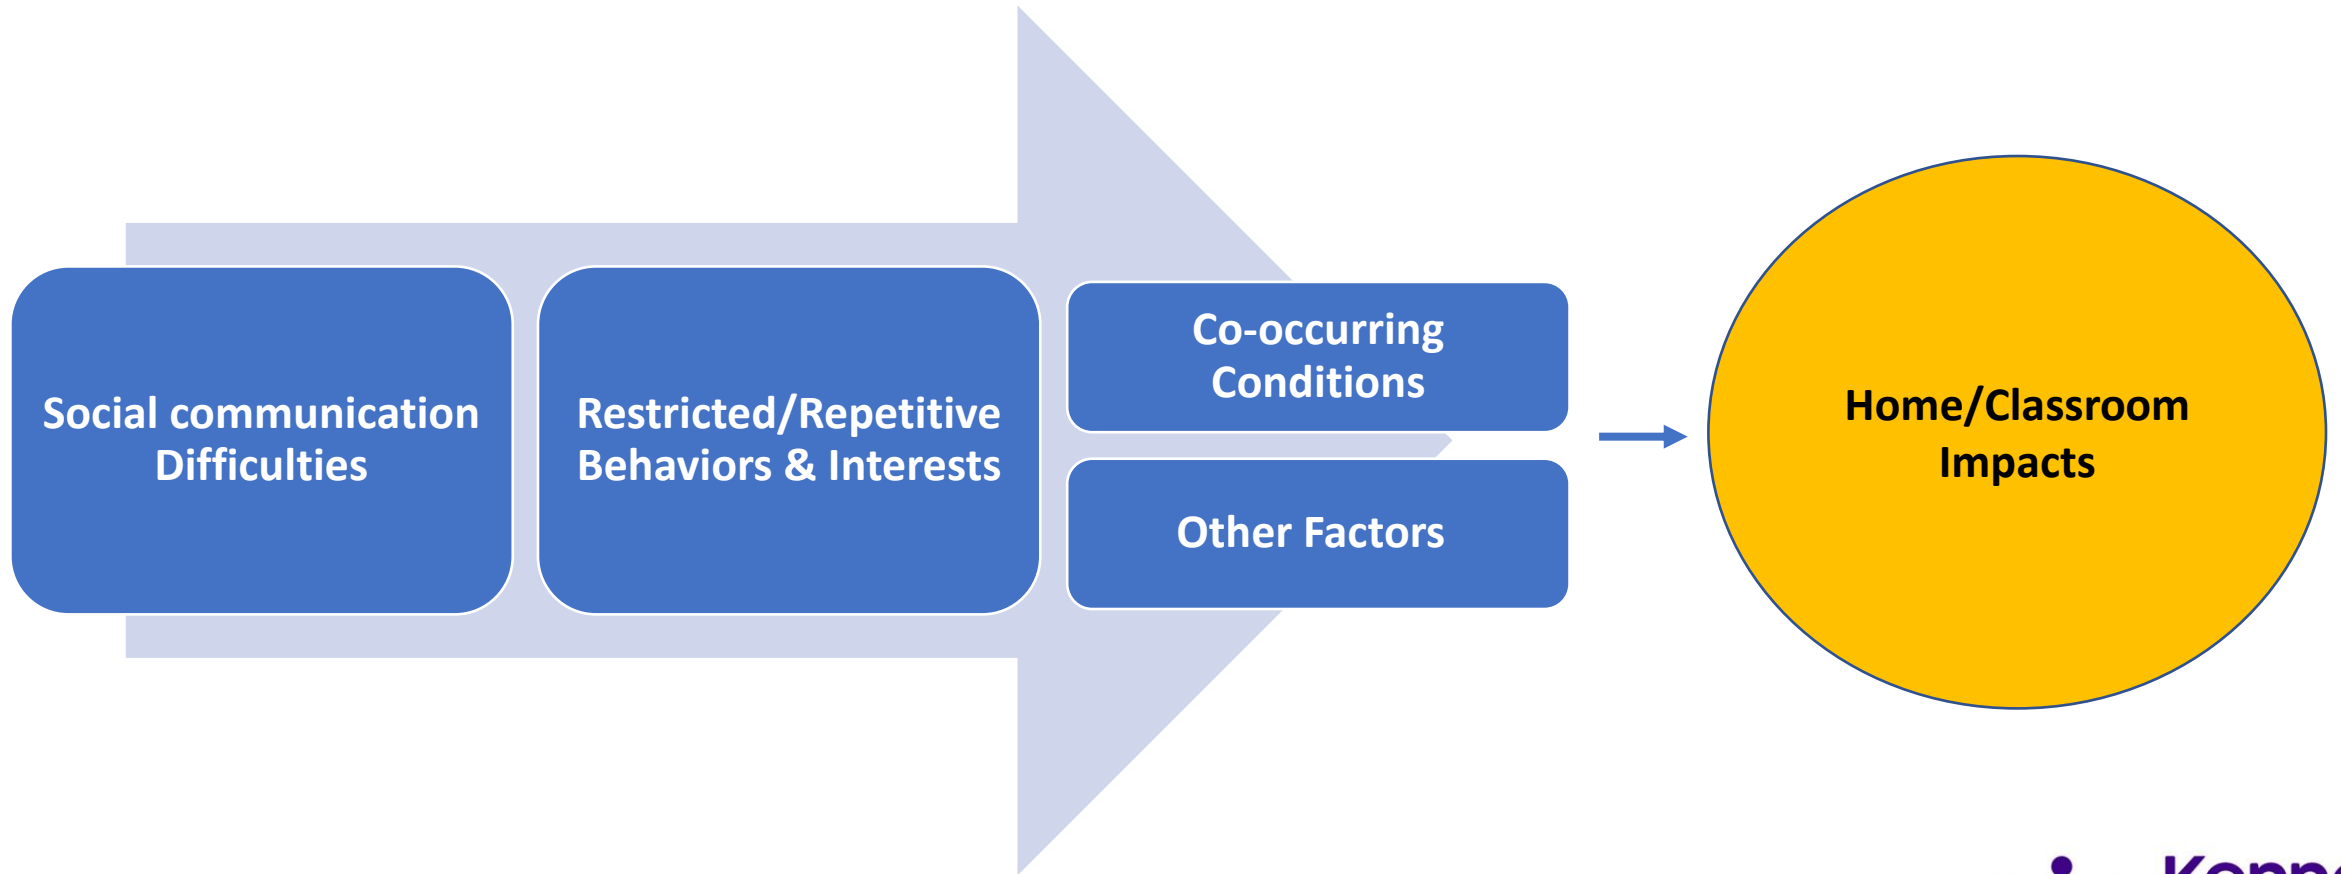 Social communication
Difficulties
Restricted/Repetitive
Behaviors & Interests
Co-occurring
Conditions
Other Factors
Home/Classroom
Impacts